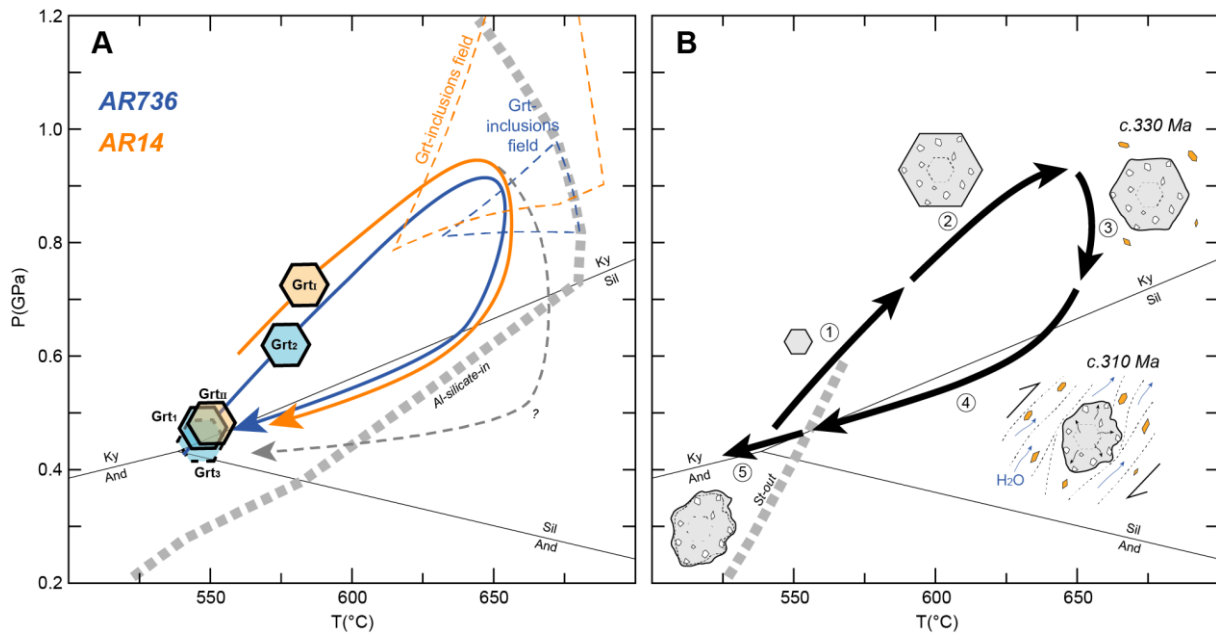 A
AR736
AR14
Grt-inclusions field
Grt-
inclusions
field
GrtI
Grt2
GrtII
Grt1
Grt3
Ky
Sil
Al-silicate-in
?
Ky
And
Sil
And
1.2
1.0
0.8
0.6
0.4
0.2
P(GPa)
550
600
650
T(°C)
B
c.330 Ma
②
③
Ky
Sil
①
c.310 Ma
④
H2O
Ky
And
⑤
St-out
Sil
And
550
600
650
T(°C)